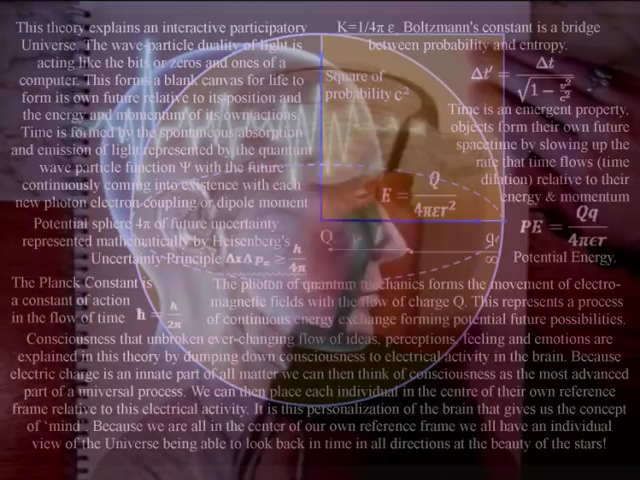 This theory explains an interactive participatory
Universe. The wave particle duality of light is
acting like the bits or zeros and ones of a
computer. This forms a blank canvas for life to
form its own future relative to its position and
the energy and momentum of its own actions.
Time is formed by the spontaneous absorption
and emission of light represented by the quantum
wave particle function Ψ with the future
continuously coming into existence with each
new photon electron coupling or dipole moment
Potential sphere 4π of future uncertainty
represented mathematically by Heisenberg's
Uncertainty Principle ΔxΔpₓ ≥ h/4π
The Planck Constant is
a constant of action
in the flow of time ħ = h/2π
K=1/4π ε Boltzmann's constant is a bridge
between probability and entropy.
Δt' = Δt/√(1 − v²/c²)
Square of
probability c²
Time is an emergent property,
objects form their own future
spacetime by slowing up the
rate that time flows (time
dilation) relative to their
energy & momentum
E = Q/4πεr²
PE = Qq/4πεr
Potential Energy.
Q r q
∞
The photon of quantum mechanics forms the movement of electro-
magnetic fields with the flow of charge Q. This represents a process
of continuous energy exchange forming potential future possibilities.
Consciousness that unbroken ever-changing flow of ideas, perceptions, feeling and emotions are
explained in this theory by dumping down consciousness to electrical activity in the brain. Because
electric charge is an innate part of all matter we can then think of consciousness as the most advanced
part of a universal process. We can then place each individual in the centre of their own reference
frame relative to this electrical activity. It is this personalization of the brain that gives us the concept
of ‘mind’. Because we are all in the center of our own reference frame we all have an individual
view of the Universe being able to look back in time in all directions at the beauty of the stars!